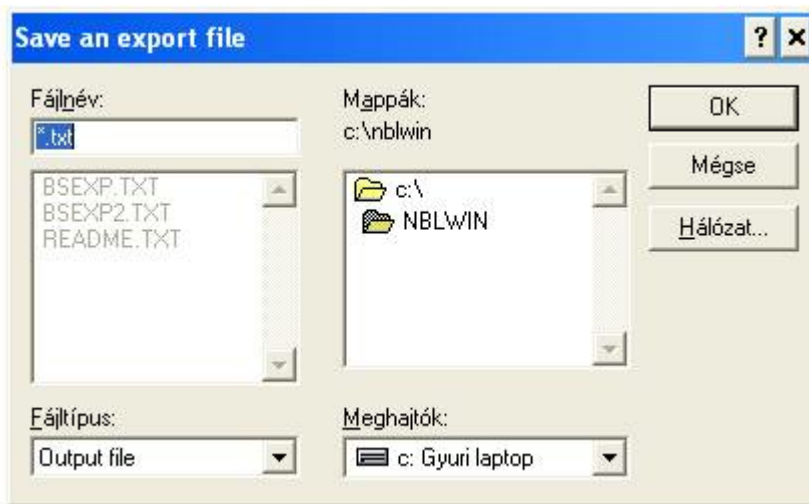 Save an export file
Fájlnév:
*.txt
BSEXP.TXT
BSEXP2.TXT
README.TXT
Fájltípus:
Output file
Mappák:
c:\nblwin
c:\
NBLWIN
Meghajtók:
c: Gyuri laptop
OK
Mégse
Hálózat...